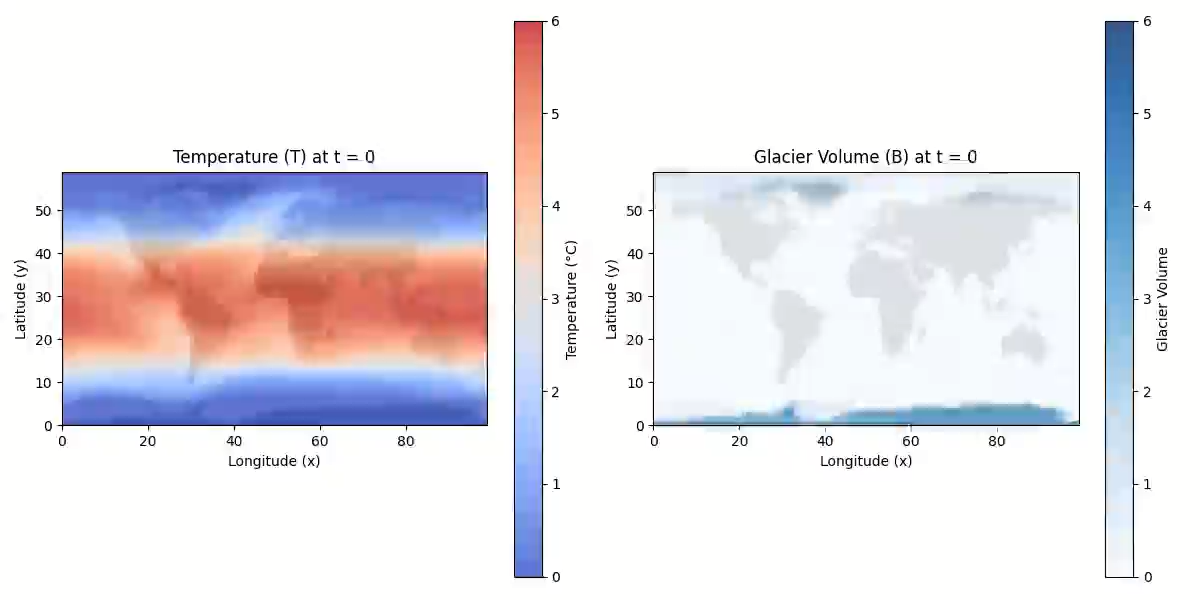 Temperature (T) at t = 0
Latitude (y)
50
40
30
20
10
0
0 20 40 60 80
Longitude (x)
6
5
4
3
2
1
0
Temperature (°C)
Glacier Volume (B) at t = 0
Latitude (y)
50
40
30
20
10
0
0 20 40 60 80
Longitude (x)
6
5
4
3
2
1
0
Glacier Volume